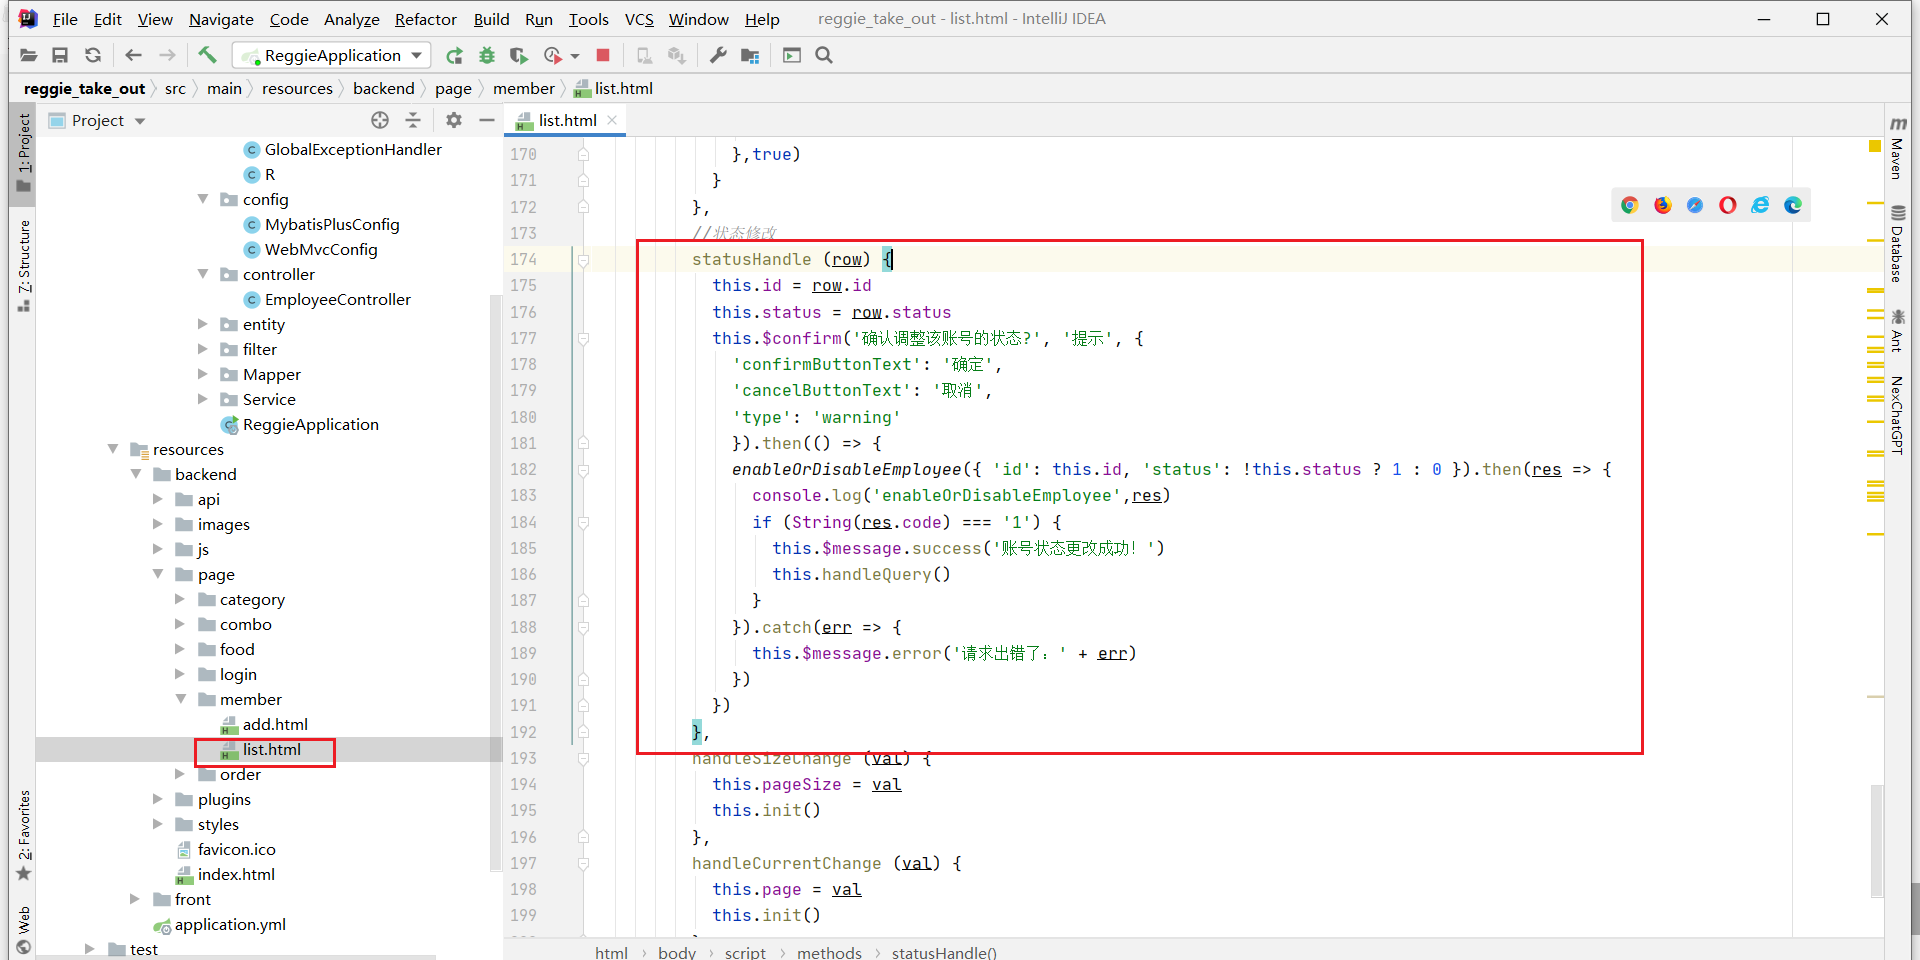 File Edit View Navigate Code Analyze Refactor Build Run Tools VCS Window Help reggie_take_out - list.html - IntelliJ IDEA
ReggieApplication
reggie_take_out src main resources backend page member list.html
1: Project
Z: Structure
2: Favorites
Web
Project
GlobalExceptionHandler
R
config
MybatisPlusConfig
WebMvcConfig
controller
EmployeeController
entity
filter
Mapper
Service
ReggieApplication
resources
backend
api
images
js
page
category
combo
food
login
member
add.html
list.html
order
plugins
styles
favicon.ico
index.html
front
application.yml
test
list.html
170 },true)
171 }
172 },
173 //状态修改
174 statusHandle (row) {
175 this.id = row.id
176 this.status = row.status
177 this.$confirm('确认调整该账号的状态?', '提示', {
178 'confirmButtonText': '确定',
179 'cancelButtonText': '取消',
180 'type': 'warning'
181 }).then(() => {
182 enableOrDisableEmployee({ 'id': this.id, 'status': !this.status ? 1 : 0 }).then(res => {
183 console.log('enableOrDisableEmployee',res)
184 if (String(res.code) === '1') {
185 this.$message.success('账号状态更改成功！')
186 this.handleQuery()
187 }
188 }).catch(err => {
189 this.$message.error('请求出错了：' + err)
190 })
191 })
192 },
193 handleSizeChange (val) {
194 this.pageSize = val
195 this.init()
196 },
197 handleCurrentChange (val) {
198 this.page = val
199 this.init()
html body script methods statusHandle()
Maven
Database
Ant
NexChatGPT